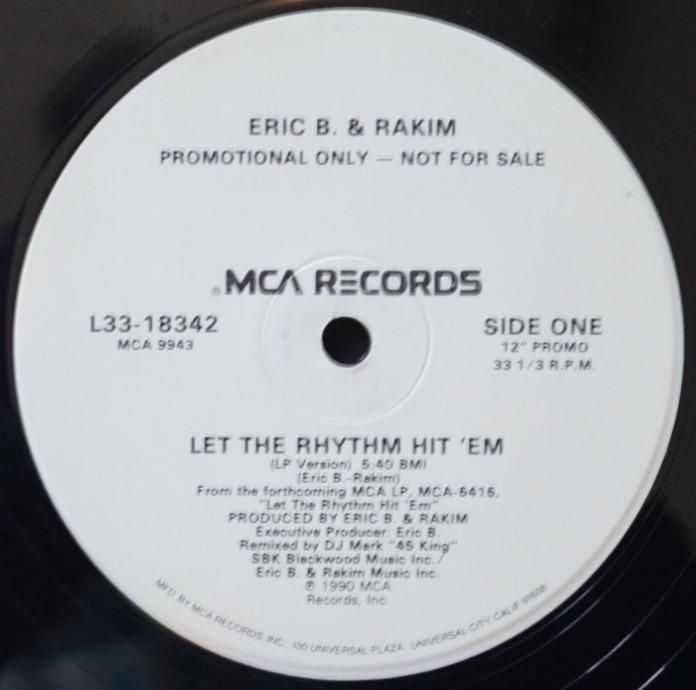 ERIC B. & RAKIM
PROMOTIONAL ONLY — NOT FOR SALE
®MCA RECORDS
L33-18342
MCA 9943
SIDE ONE
12" PROMO
33 1/3 R.P.M.
LET THE RHYTHM HIT 'EM
(LP Version) 5:40 BMI
(Eric B.-Rakim)
From the forthcoming MCA LP, MCA-6416,
"Let The Rhythm Hit 'Em"
PRODUCED BY ERIC B. & RAKIM
Executive Producer: Eric B.
Remixed by DJ Mark "45 King"
SBK Blackwood Music Inc./
Eric B. & Rakim Music Inc.
℗ 1990 MCA
Records, Inc.
MFD. BY MCA RECORDS, INC., 100 UNIVERSAL PLAZA, UNIVERSAL CITY, CALIF. 91608